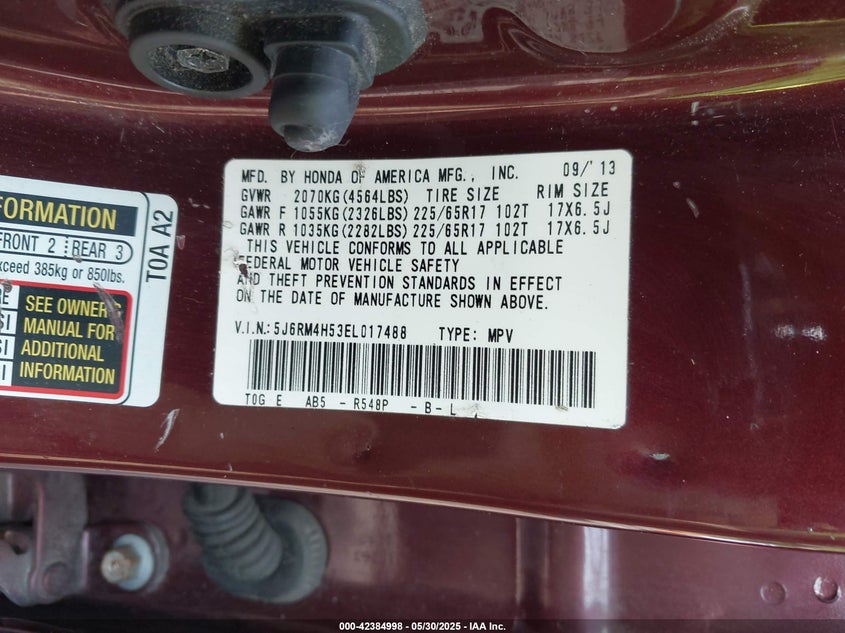 MFD. BY HONDA OF AMERICA MFG., INC. 09/'13
GVWR 2070KG(4564LBS) TIRE SIZE RIM SIZE
GAWR F 1055KG(2326LBS) 225/65R17 102T 17X6.5J
GAWR R 1035KG(2282LBS) 225/65R17 102T 17X6.5J
THIS VEHICLE CONFORMS TO ALL APPLICABLE
FEDERAL MOTOR VEHICLE SAFETY
AND THEFT PREVENTION STANDARDS IN EFFECT
ON THE DATE OF MANUFACTURE SHOWN ABOVE.
V.I.N.:5J6RM4H53EL017488 TYPE: MPV
T0G E AB5 - R548P - B - L
FORMATION
FRONT 2 REAR 3
exceed 385kg or 850lbs.
SEE OWNER'S
MANUAL FOR
ADDITIONAL
INFORMATION
T0A A2
000-42384998 - 05/30/2025 - IAA Inc.